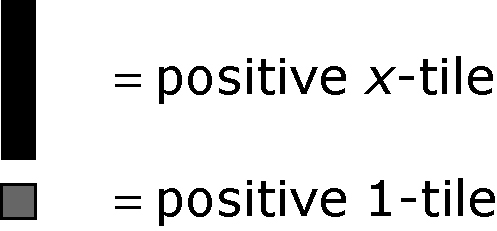 = positive x-tile
= positive 1-tile